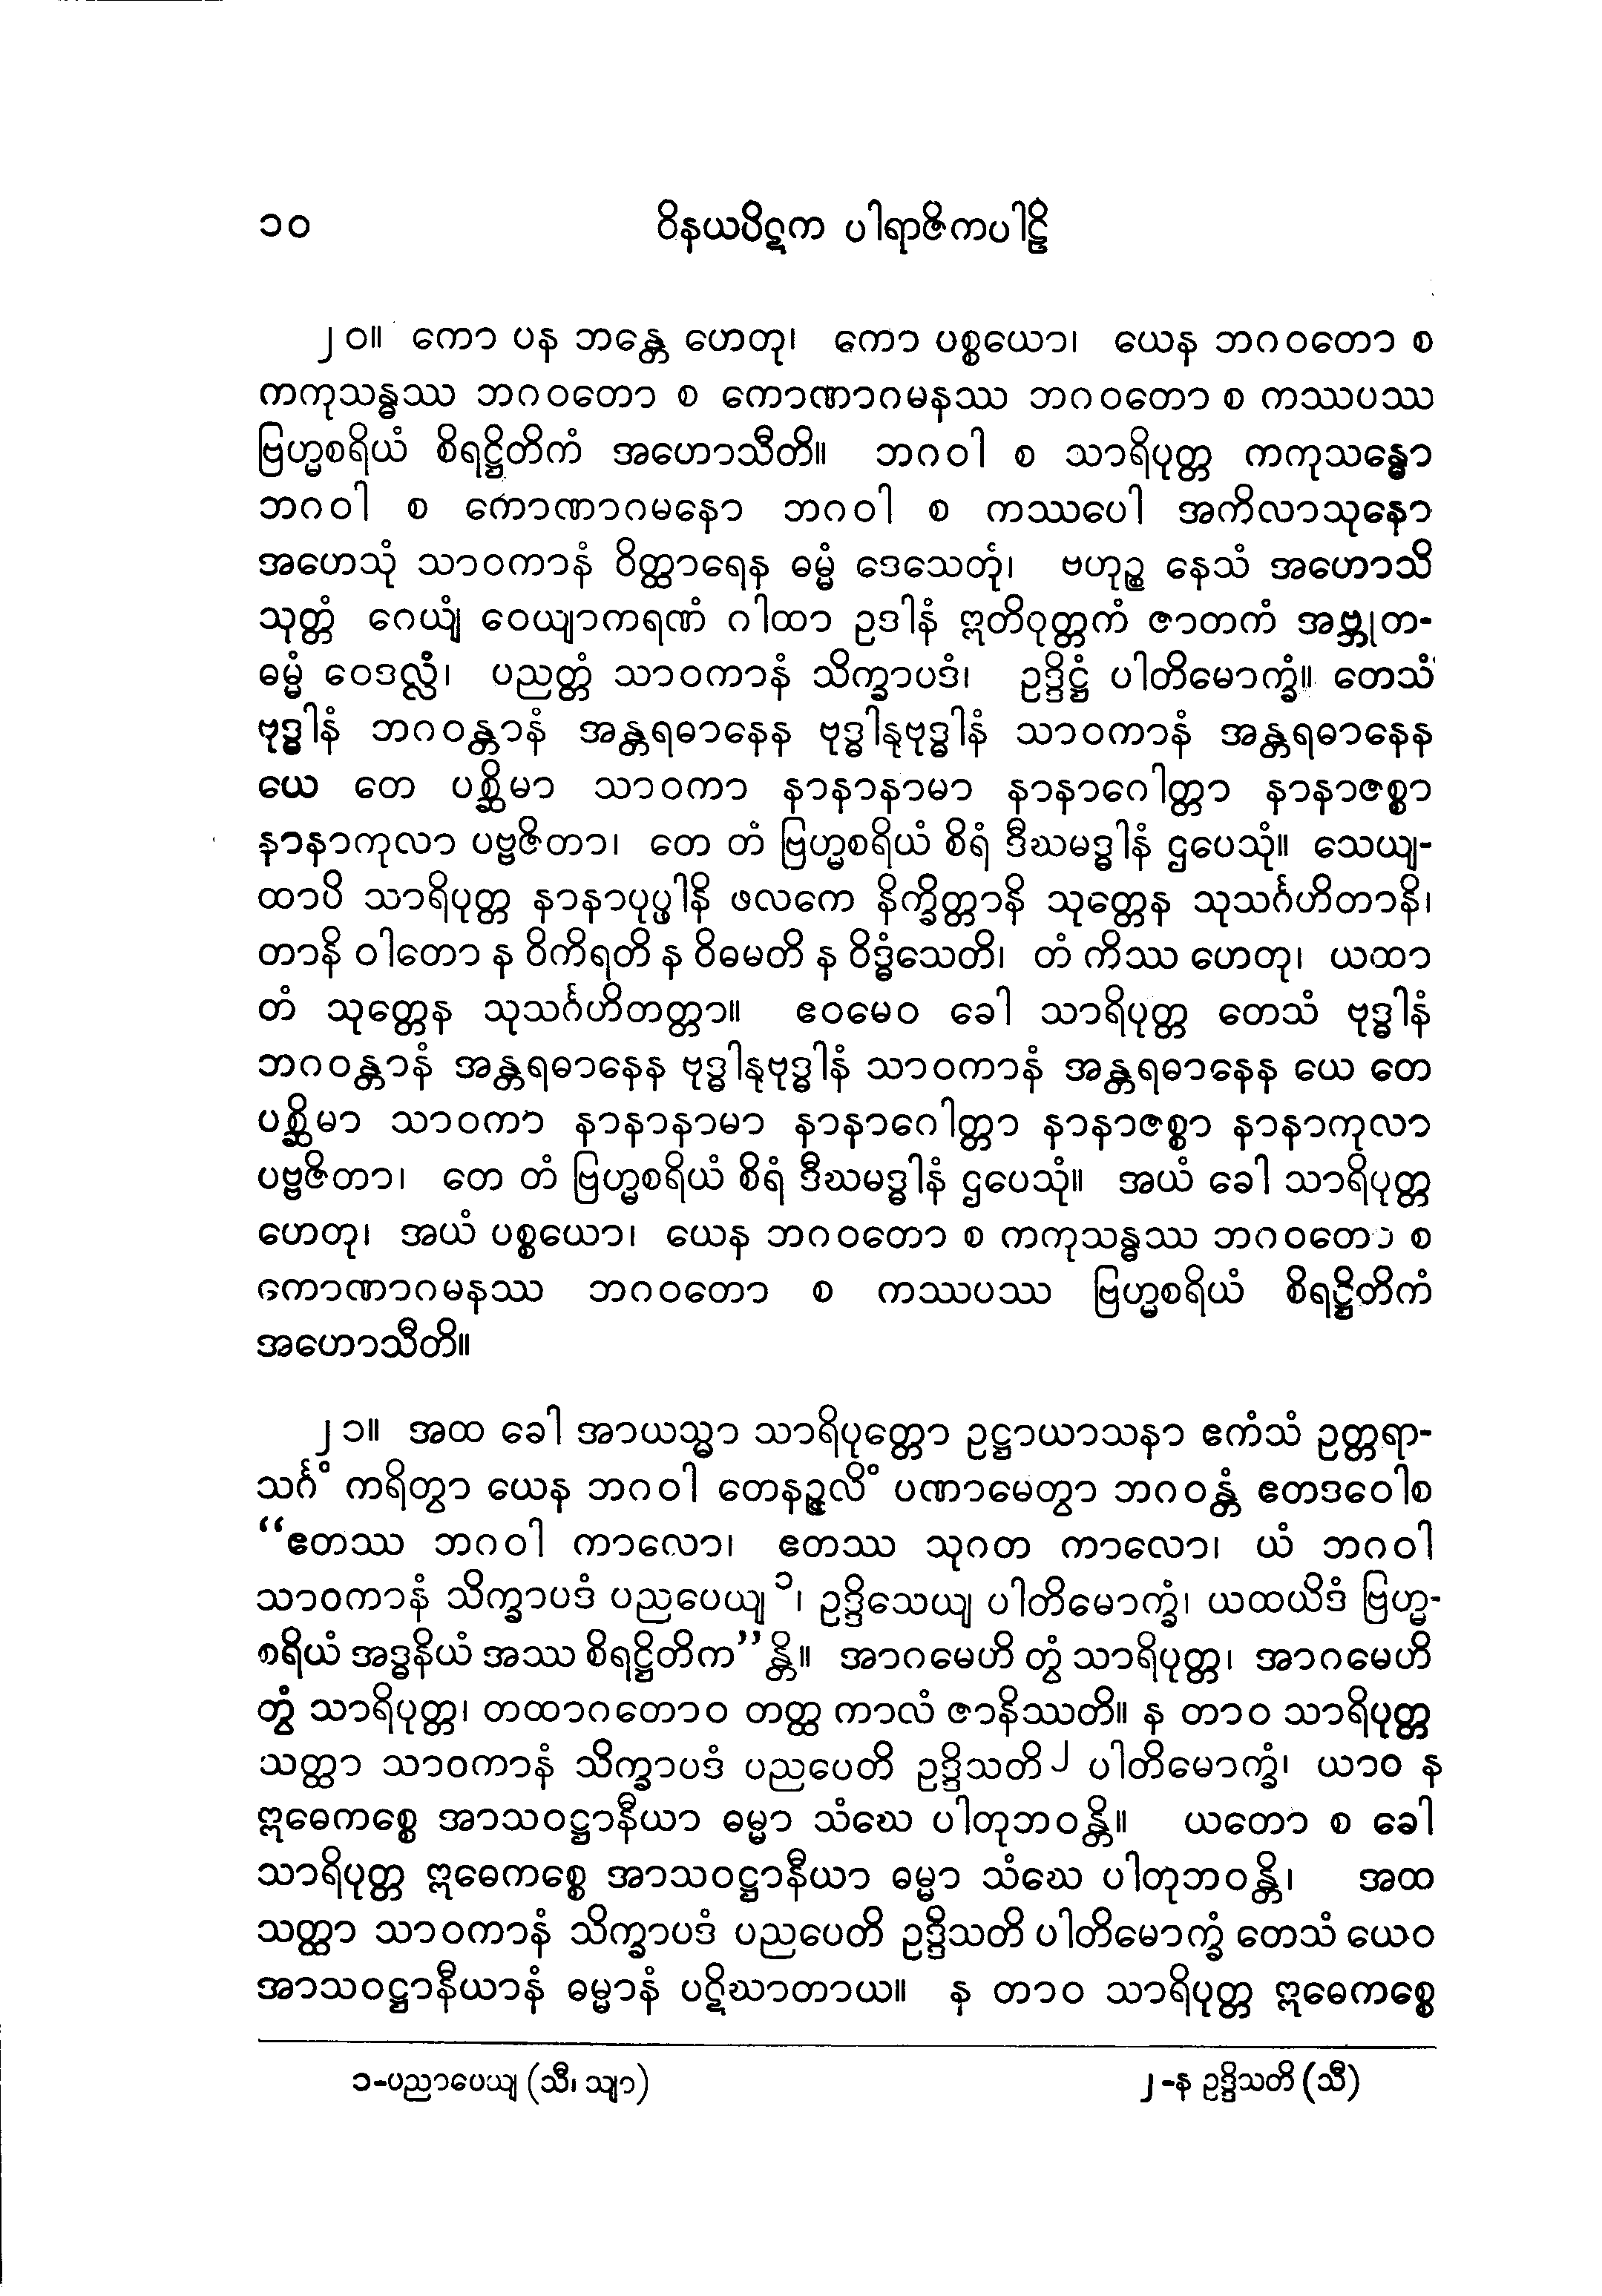 ၁၀ ဝိနယပိဋက ပါရာဇိကပါဠိ
၂၀။ ကော ပန ဘန္တေ ဟေတု၊ ကော ပစ္စယော၊ ယေန ဘဂဝတော စ
ကကုသန္ဓဿ ဘဂဝတော စ ကောဏာဂမနဿ ဘဂဝတော စ ကဿပဿ
ဗြဟ္မစရိယံ စိရဋ္ဌိတိကံ အဟောသီတိ။ ဘဂဝါ စ သာရိပုတ္တ ကကုသန္ဓော
ဘဂဝါ စ ကောဏာဂမနော ဘဂဝါ စ ကဿပေါ အကိလာသုနော
အဟေသုံ သာဝကာနံ ဝိတ္ထာရေန ဓမ္မံ ဒေသေတုံ၊ ဗဟုဉ္စ နေသံ အဟောသိ
သုတ္တံ ဂေယျံ ဝေယျာကရဏံ ဂါထာ ဥဒါနံ ဣတိဝုတ္တကံ ဇာတကံ အဗ္ဘုတ-
ဓမ္မံ ဝေဒလ္လံ၊ ပညတ္တံ သာဝကာနံ သိက္ခာပဒံ၊ ဥဒ္ဒိဋ္ဌံ ပါတိမောက္ခံ။ တေသံ
ဗုဒ္ဓါနံ ဘဂဝန္တာနံ အန္တရဓာနေန ဗုဒ္ဓါနုဗုဒ္ဓါနံ သာဝကာနံ အန္တရဓာနေန
ယေ တေ ပစ္ဆိမာ သာဝကာ နာနာနာမာ နာနာဂေါတ္တာ နာနာဇစ္စာ
နာနာကုလာ ပဗ္ဗဇိတာ၊ တေ တံ ဗြဟ္မစရိယံ စိရံ ဒီဃမဒ္ဓါနံ ဌပေသုံ။ သေယျ-
ထာပိ သာရိပုတ္တ နာနာပုပ္ဖါနိ ဖလကေ နိက္ခိတ္တာနိ သုတ္တေန သုသင်္ဂဟိတာနိ၊
တာနိ ဝါတော န ဝိကိရတိ န ဝိဓမတိ န ဝိဒ္ဓံသေတိ၊ တံ ကိဿ ဟေတု၊ ယထာ
တံ သုတ္တေန သုသင်္ဂဟိတတ္တာ။ ဧဝမေဝ ခေါ သာရိပုတ္တ တေသံ ဗုဒ္ဓါနံ
ဘဂဝန္တာနံ အန္တရဓာနေန ဗုဒ္ဓါနုဗုဒ္ဓါနံ သာဝကာနံ အန္တရဓာနေန ယေ တေ
ပစ္ဆိမာ သာဝကာ နာနာနာမာ နာနာဂေါတ္တာ နာနာဇစ္စာ နာနာကုလာ
ပဗ္ဗဇိတာ၊ တေ တံ ဗြဟ္မစရိယံ စိရံ ဒီဃမဒ္ဓါနံ ဌပေသုံ။ အယံ ခေါ သာရိပုတ္တ
ဟေတု၊ အယံ ပစ္စယော၊ ယေန ဘဂဝတော စ ကကုသန္ဓဿ ဘဂဝတော စ
ကောဏာဂမနဿ ဘဂဝတော စ ကဿပဿ ဗြဟ္မစရိယံ စိရဋ္ဌိတိကံ
အဟောသီတိ။
၂၁။ အထ ခေါ အာယသ္မာ သာရိပုတ္တော ဥဋ္ဌာယာသနာ ဧကံသံ ဥတ္တရာ-
သင်္ဂံ ကရိတွာ ယေန ဘဂဝါ တေနဉ္ဇလိံ ပဏာမေတွာ ဘဂဝန္တံ ဧတဒဝေါစ
“ဧတဿ ဘဂဝါ ကာလော၊ ဧတဿ သုဂတ ကာလော၊ ယံ ဘဂဝါ
သာဝကာနံ သိက္ခာပဒံ ပညပေယျ၁၊ ဥဒ္ဒိသေယျ ပါတိမောက္ခံ၊ ယထယိဒံ ဗြဟ္မ-
စရိယံ အဒ္ဓနိယံ အဿ စိရဋ္ဌိတိက”န္တိ။ အာဂမေဟိ တွံ သာရိပုတ္တ၊ အာဂမေဟိ
တွံ သာရိပုတ္တ၊ တထာဂတောဝ တတ္ထ ကာလံ ဇာနိဿတိ။ န တာဝ သာရိပုတ္တ
သတ္ထာ သာဝကာနံ သိက္ခာပဒံ ပညပေတိ ဥဒ္ဒိသတိ၂ ပါတိမောက္ခံ၊ ယာဝ န
ဣဓေကစ္စေ အာသဝဋ္ဌာနီယာ ဓမ္မာ သံဃေ ပါတုဘဝန္တိ။ ယတော စ ခေါ
သာရိပုတ္တ ဣဓေကစ္စေ အာသဝဋ္ဌာနီယာ ဓမ္မာ သံဃေ ပါတုဘဝန္တိ၊ အထ
သတ္ထာ သာဝကာနံ သိက္ခာပဒံ ပညပေတိ ဥဒ္ဒိသတိ ပါတိမောက္ခံ တေသံ ယေဝ
အာသဝဋ္ဌာနီယာနံ ဓမ္မာနံ ပဋိဃာတာယ။ န တာဝ သာရိပုတ္တ ဣဓေကစ္စေ
၁-ပညာပေယျ (သီ၊ သျာ) ၂-န ဥဒ္ဒိသတိ (သီ)